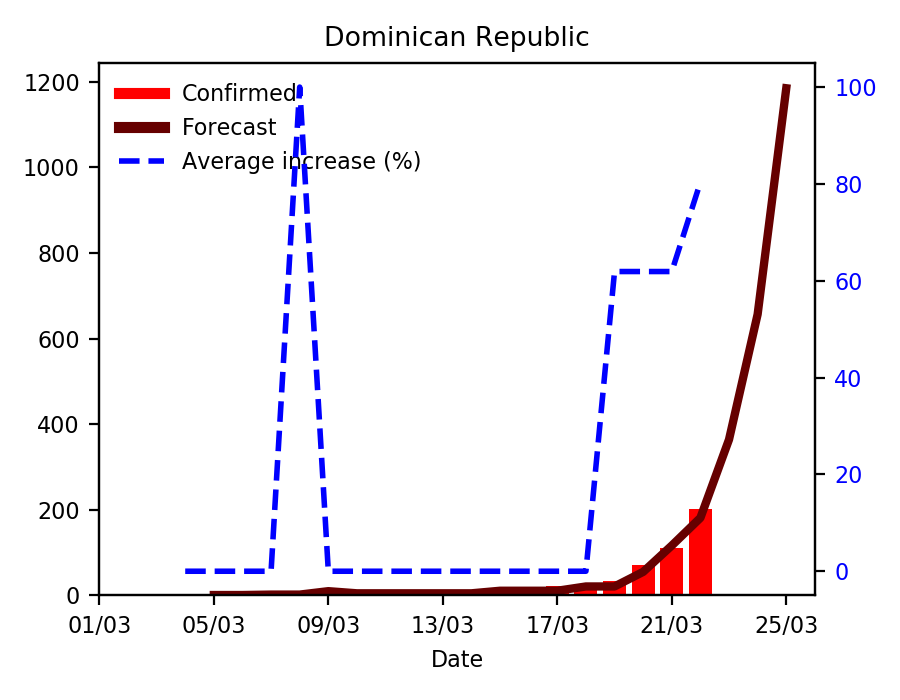 Dominican Republic
Confirmed
Forecast
Average increase (%)
1200
1000
800
600
400
200
0
100
80
60
40
20
0
01/03 05/03 09/03 13/03 17/03 21/03 25/03
Date